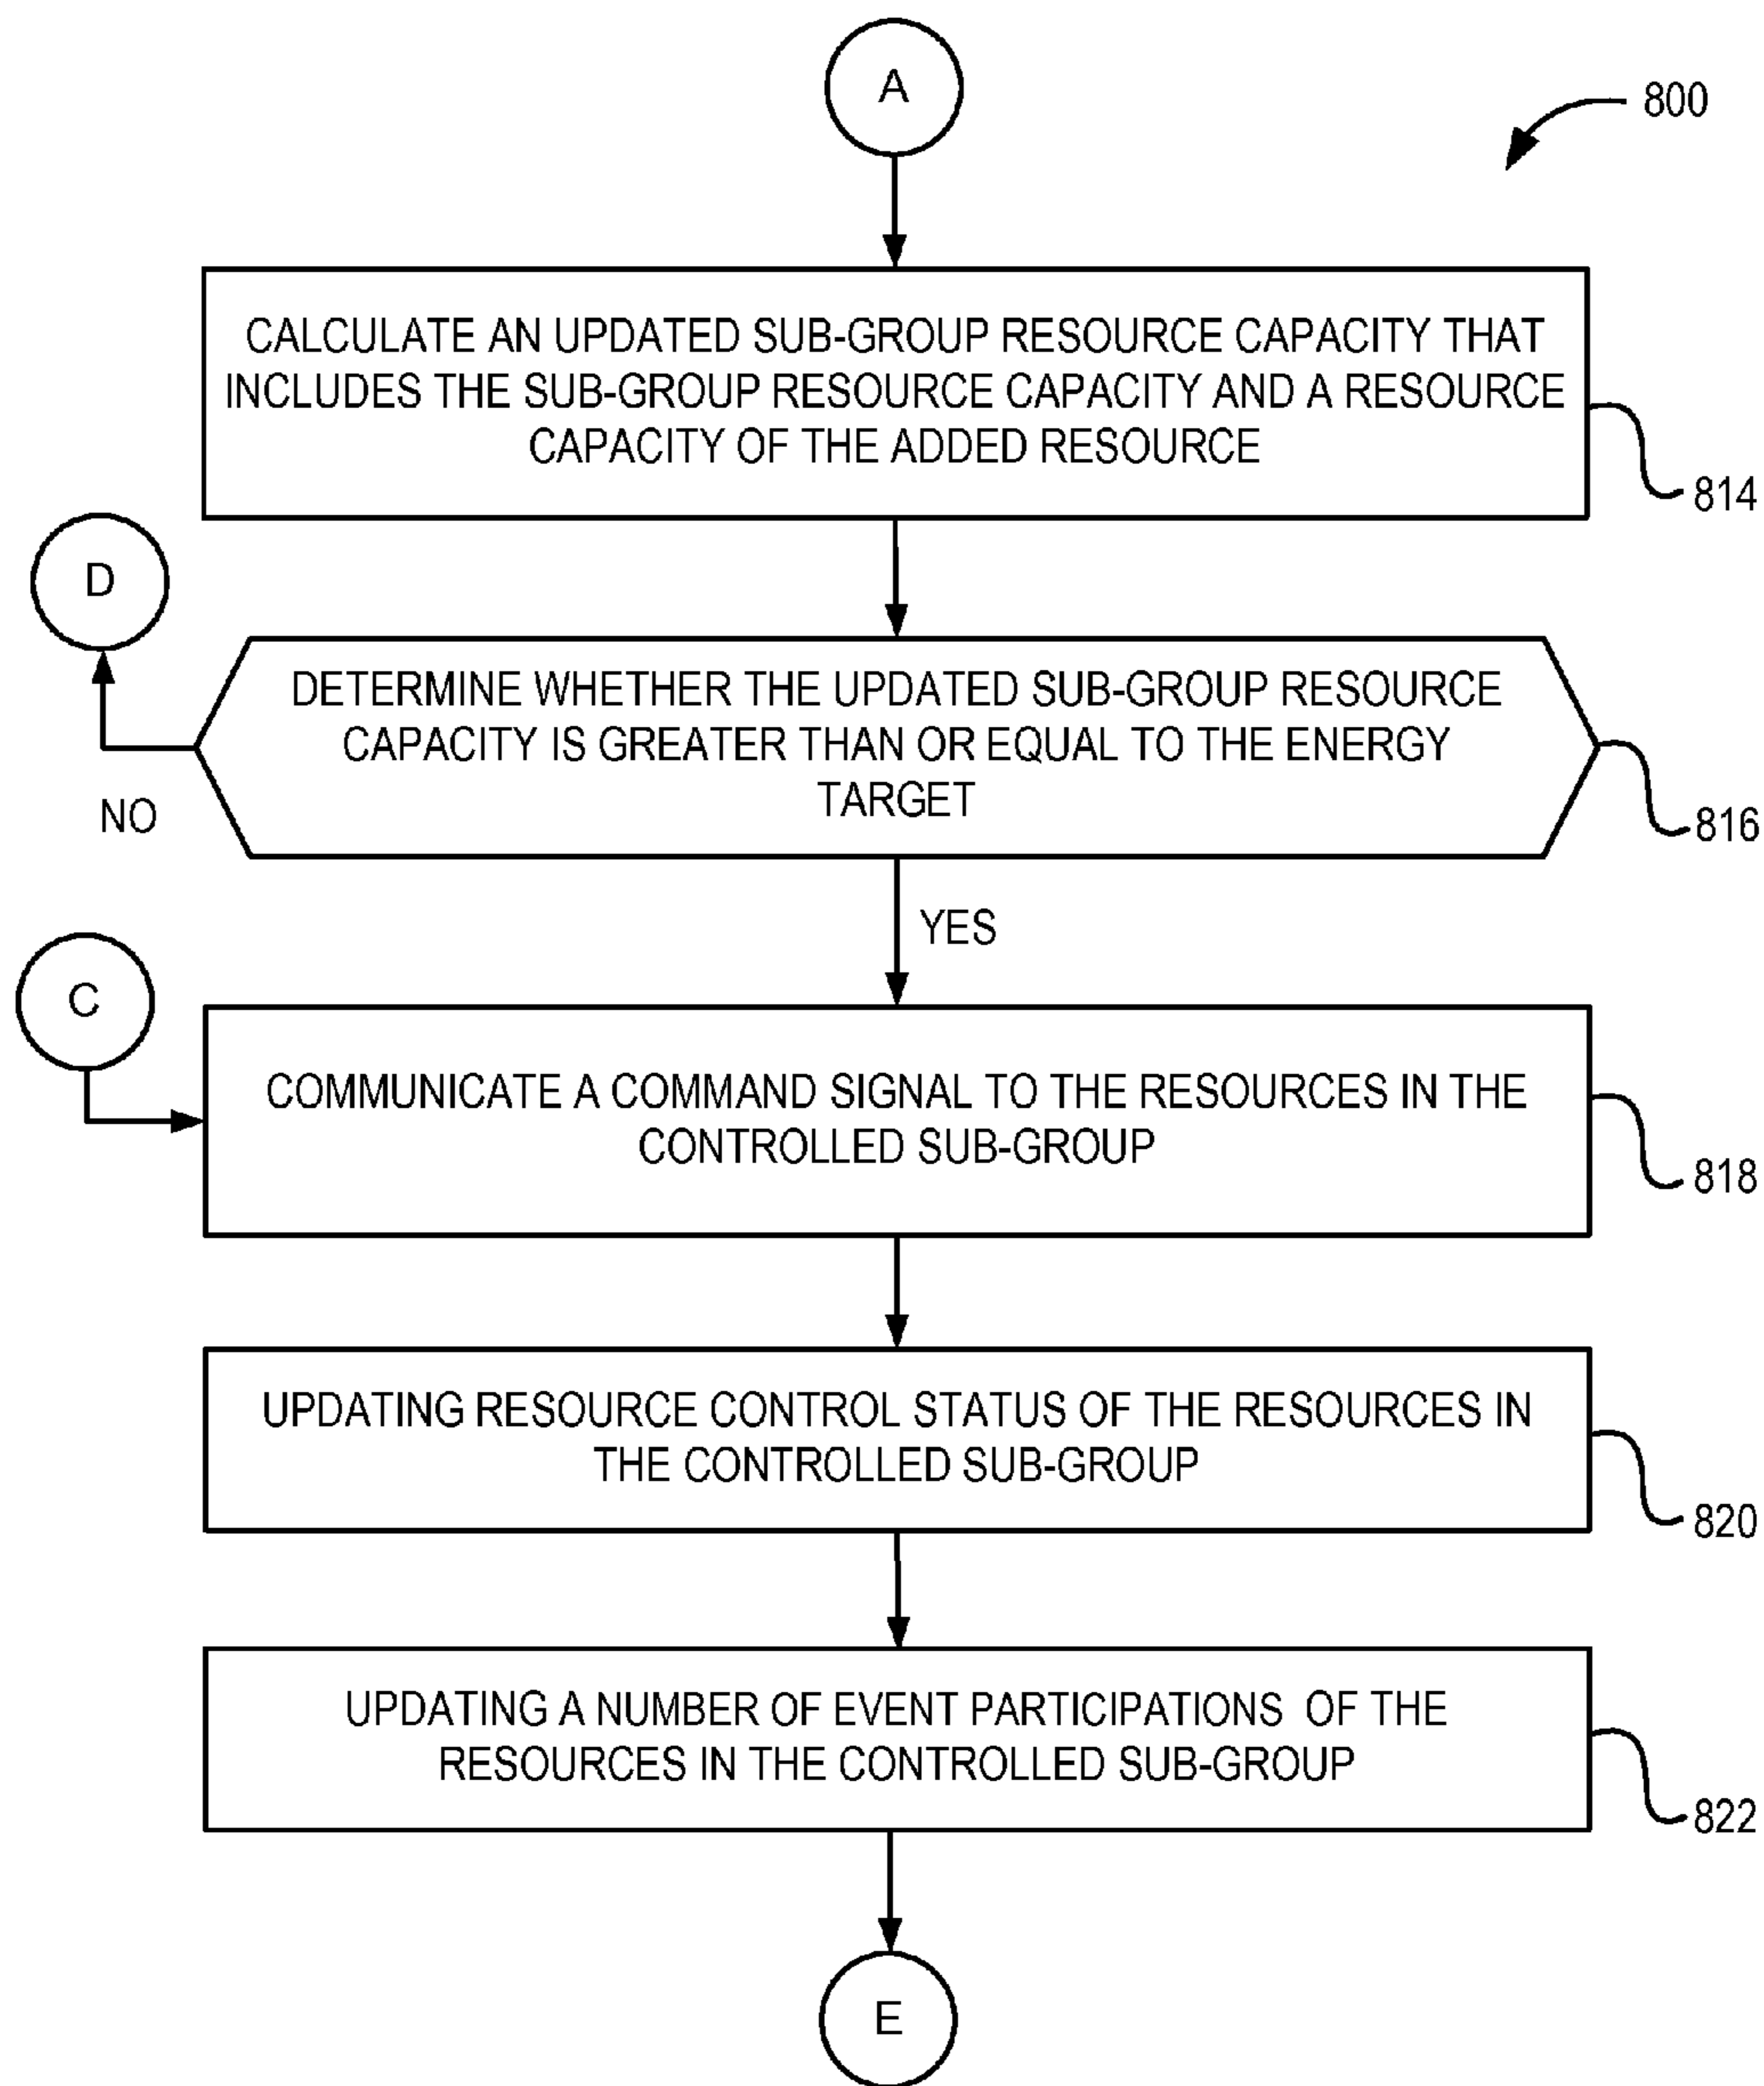 A
800
CALCULATE AN UPDATED SUB-GROUP RESOURCE CAPACITY THAT
INCLUDES THE SUB-GROUP RESOURCE CAPACITY AND A RESOURCE
CAPACITY OF THE ADDED RESOURCE
814
D
DETERMINE WHETHER THE UPDATED SUB-GROUP RESOURCE
CAPACITY IS GREATER THAN OR EQUAL TO THE ENERGY
TARGET
NO
816
YES
C
COMMUNICATE A COMMAND SIGNAL TO THE RESOURCES IN THE
CONTROLLED SUB-GROUP
818
UPDATING RESOURCE CONTROL STATUS OF THE RESOURCES IN
THE CONTROLLED SUB-GROUP
820
UPDATING A NUMBER OF EVENT PARTICIPATIONS OF THE
RESOURCES IN THE CONTROLLED SUB-GROUP
822
E